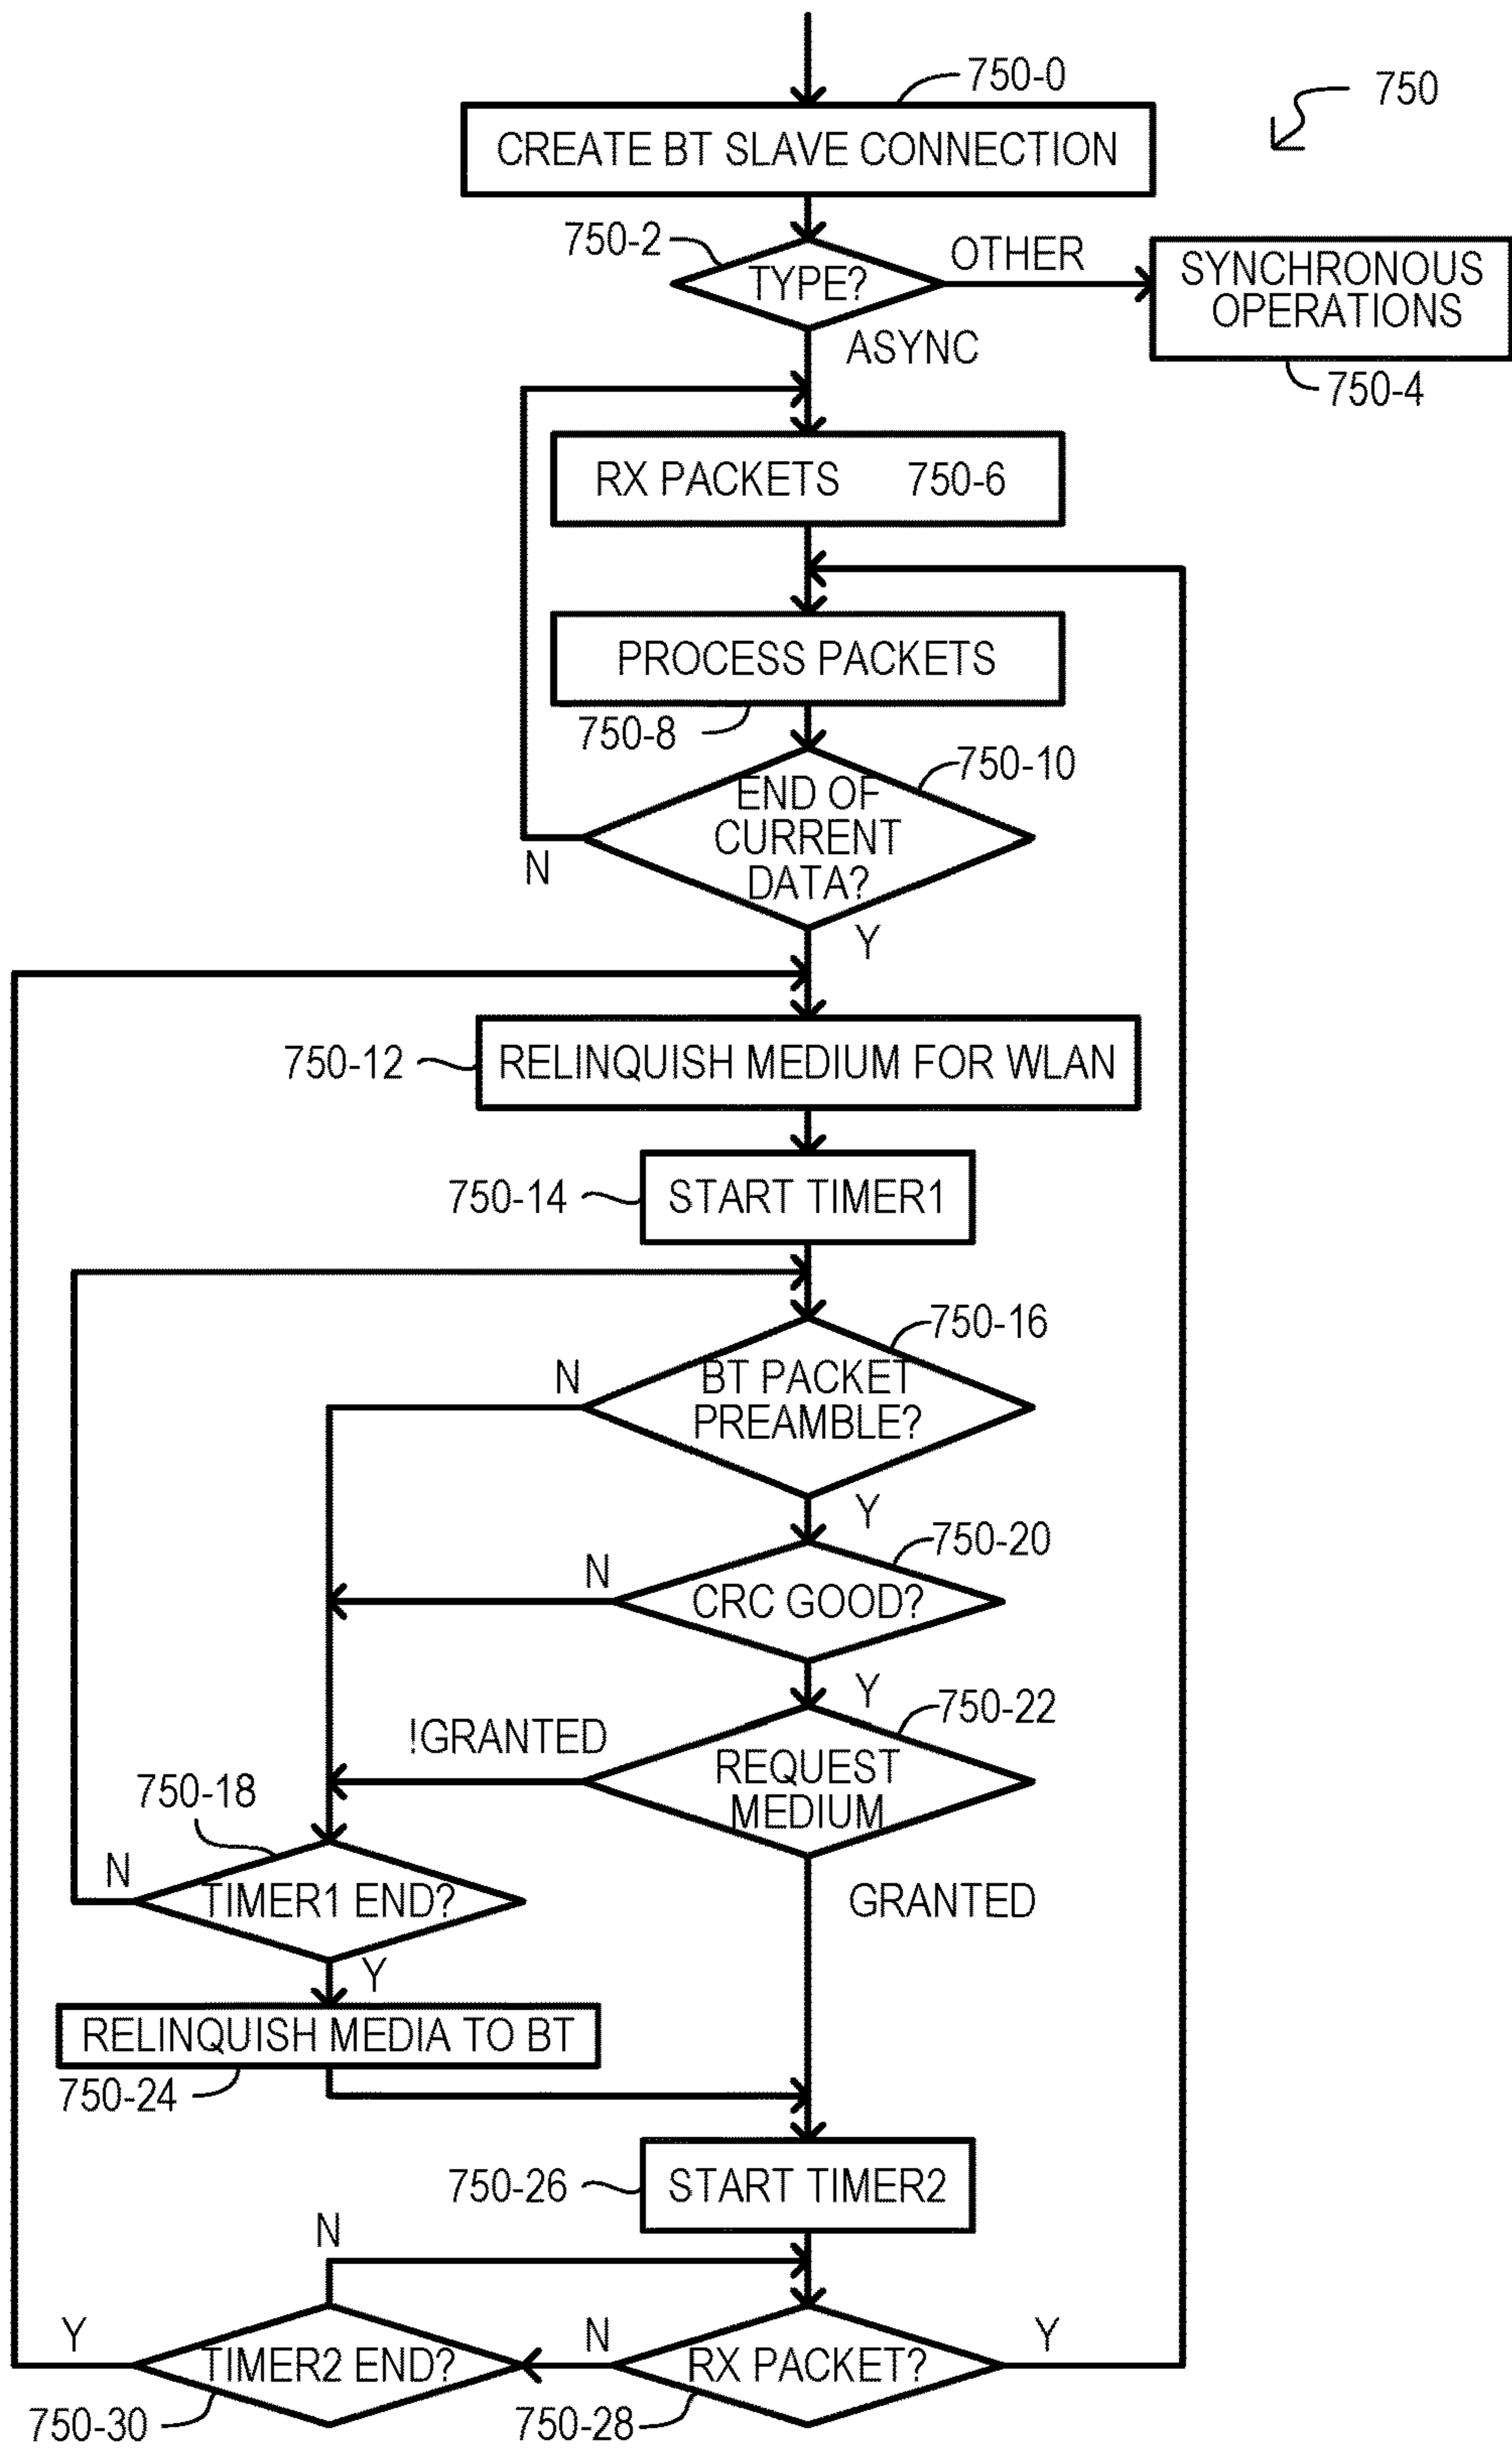 750-0
750
CREATE BT SLAVE CONNECTION
750-2
OTHER
TYPE?
SYNCHRONOUS
OPERATIONS
ASYNC
750-4
RX PACKETS 750-6
PROCESS PACKETS
750-8
750-10
END OF
CURRENT
DATA?
N
Y
750-12
RELINQUISH MEDIUM FOR WLAN
750-14
START TIMER1
750-16
N
BT PACKET
PREAMBLE?
Y
750-20
N
CRC GOOD?
Y
750-22
!GRANTED
REQUEST
MEDIUM
750-18
N
TIMER1 END?
GRANTED
Y
RELINQUISH MEDIA TO BT
750-24
750-26
START TIMER2
N
Y
TIMER2 END?
N
RX PACKET?
Y
750-30
750-28